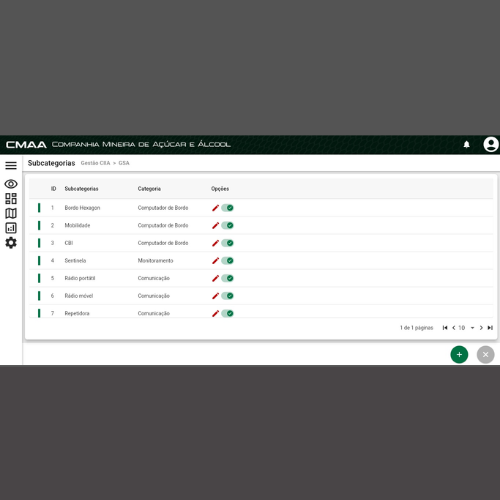 CMAA COMPANHIA MINEIRA DE AÇÚCAR E ÁLCOOL
Subcategorias Gestão CSA > GSA
ID Subcategorias Categoria Opções
1 Bordo Hexagon Computador de Bordo
2 Mobilidade Computador de Bordo
3 CBI Computador de Bordo
4 Sentinela Monitoramento
5 Rádio portátil Comunicação
6 Rádio móvel Comunicação
7 Repetidora Comunicação
1 de 1 páginas 10